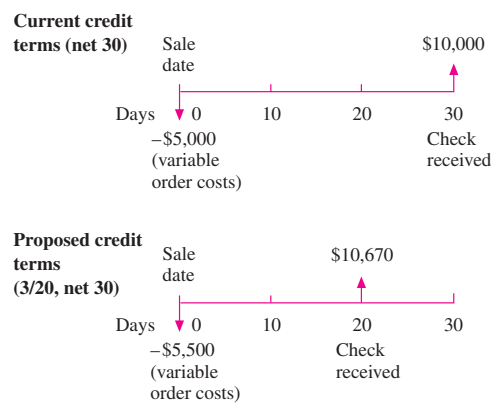 Current credit
terms (net 30)
Sale
date
$10,000
Days 0 10 20 30
–$5,000
(variable
order costs)
Check
received
Proposed credit
terms
(3/20, net 30)
Sale
date
$10,670
Days 0 10 20 30
–$5,500
(variable
order costs)
Check
received